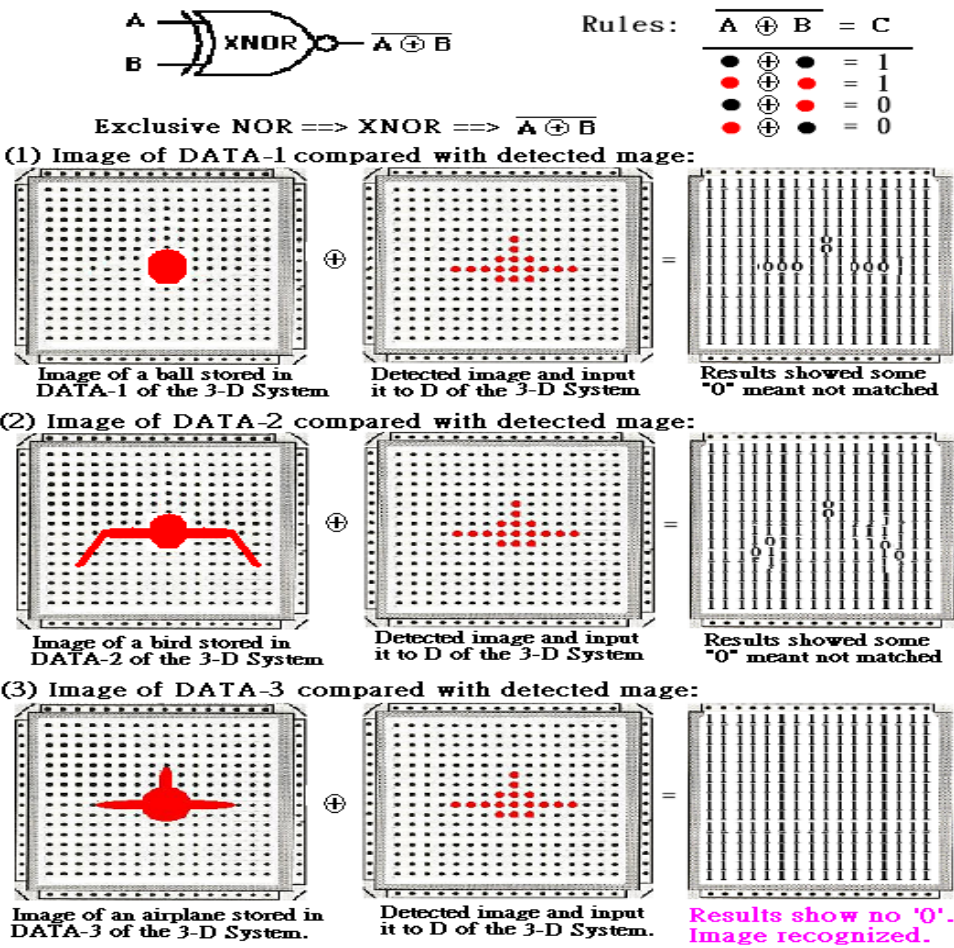 A
XNOR
A ⊕ B
B
Rules: A ⊕ B = C
● ⊕ ● = 1
● ⊕ ● = 1
● ⊕ ● = 0
● ⊕ ● = 0
Exclusive NOR ==> XNOR ==> A ⊕ B
(1) Image of DATA-1 compared with detected mage:
⊕
=
Image of a ball stored in
DATA-1 of the 3-D System
Detected image and input
it to D of the 3-D System
Results showed some
"0" meant not matched
(2) Image of DATA-2 compared with detected mage:
⊕
=
Image of a bird stored in
DATA-2 of the 3-D System
Detected image and input
it to D of the 3-D System
Results showed some
"0" meant not matched
(3) Image of DATA-3 compared with detected mage:
⊕
=
Image of an airplane stored in
DATA-3 of the 3-D System.
Detected image and input
it to D of the 3-D System.
Results show no '0'.
Image recognized.